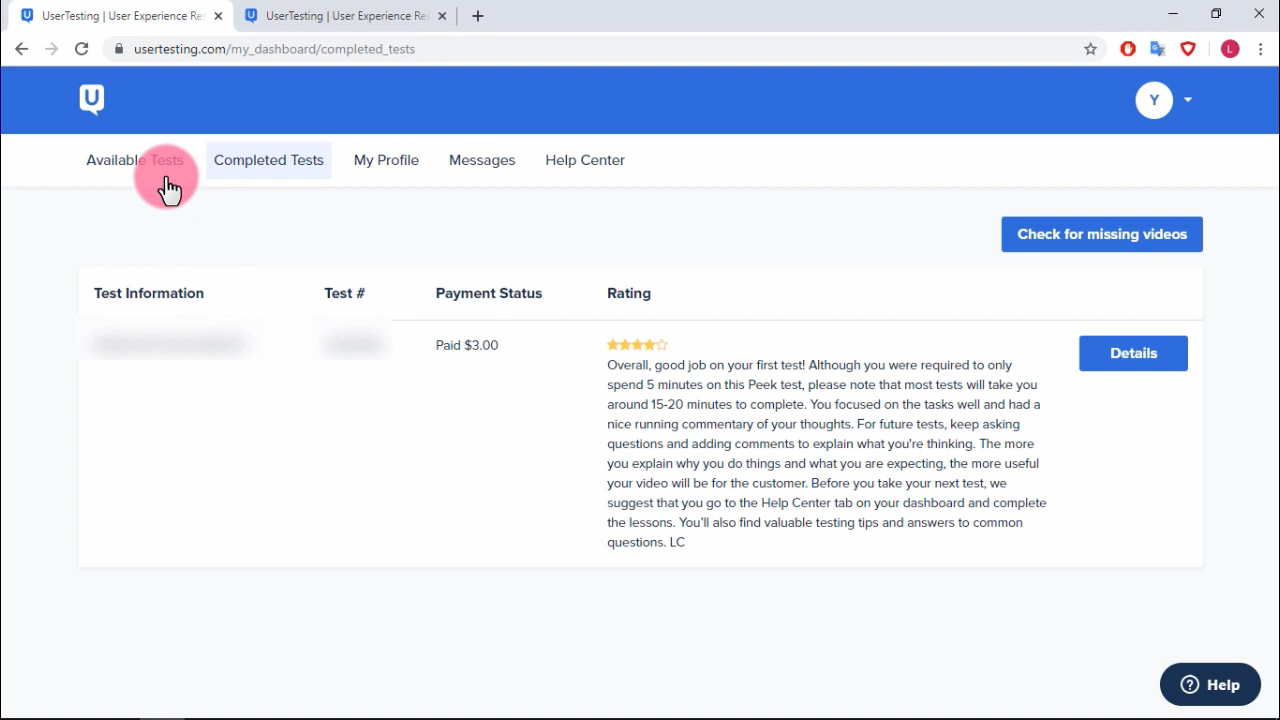 UserTesting | User Experience Res
UserTesting | User Experience Res
usertesting.com/my_dashboard/completed_tests
L
U
Y
Available Tests
Completed Tests
My Profile
Messages
Help Center
Check for missing videos
Test Information
Test #
Payment Status
Rating
Paid $3.00
Overall, good job on your first test! Although you were required to only
spend 5 minutes on this Peek test, please note that most tests will take you
around 15-20 minutes to complete. You focused on the tasks well and had a
nice running commentary of your thoughts. For future tests, keep asking
questions and adding comments to explain what you're thinking. The more
you explain why you do things and what you are expecting, the more useful
your video will be for the customer. Before you take your next test, we
suggest that you go to the Help Center tab on your dashboard and complete
the lessons. You'll also find valuable testing tips and answers to common
questions. LC
Details
Help